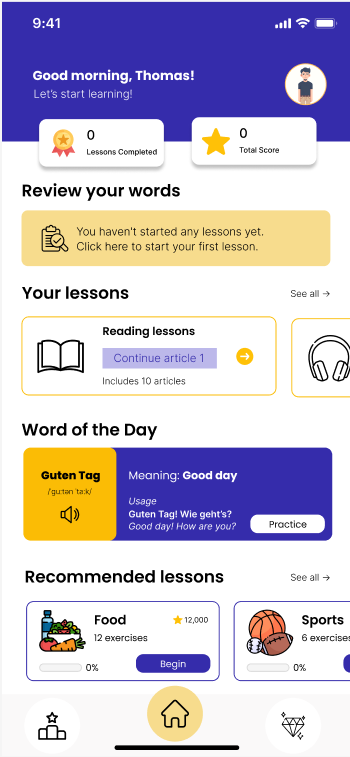 9:41
Good morning, Thomas!
Let's start learning!
0
Lessons Completed
0
Total Score
Review your words
You haven't started any lessons yet.
Click here to start your first lesson.
Your lessons
See all →
Reading lessons
Continue article 1
Includes 10 articles
Word of the Day
Guten Tag
/ˈɡuːtən ˈtaːk/
Meaning: Good day
Usage
Guten Tag! Wie geht's?
Good day! How are you?
Practice
Recommended lessons
See all →
Food
12,000
12 exercises
0%
Begin
Sports
6 exercises
0%